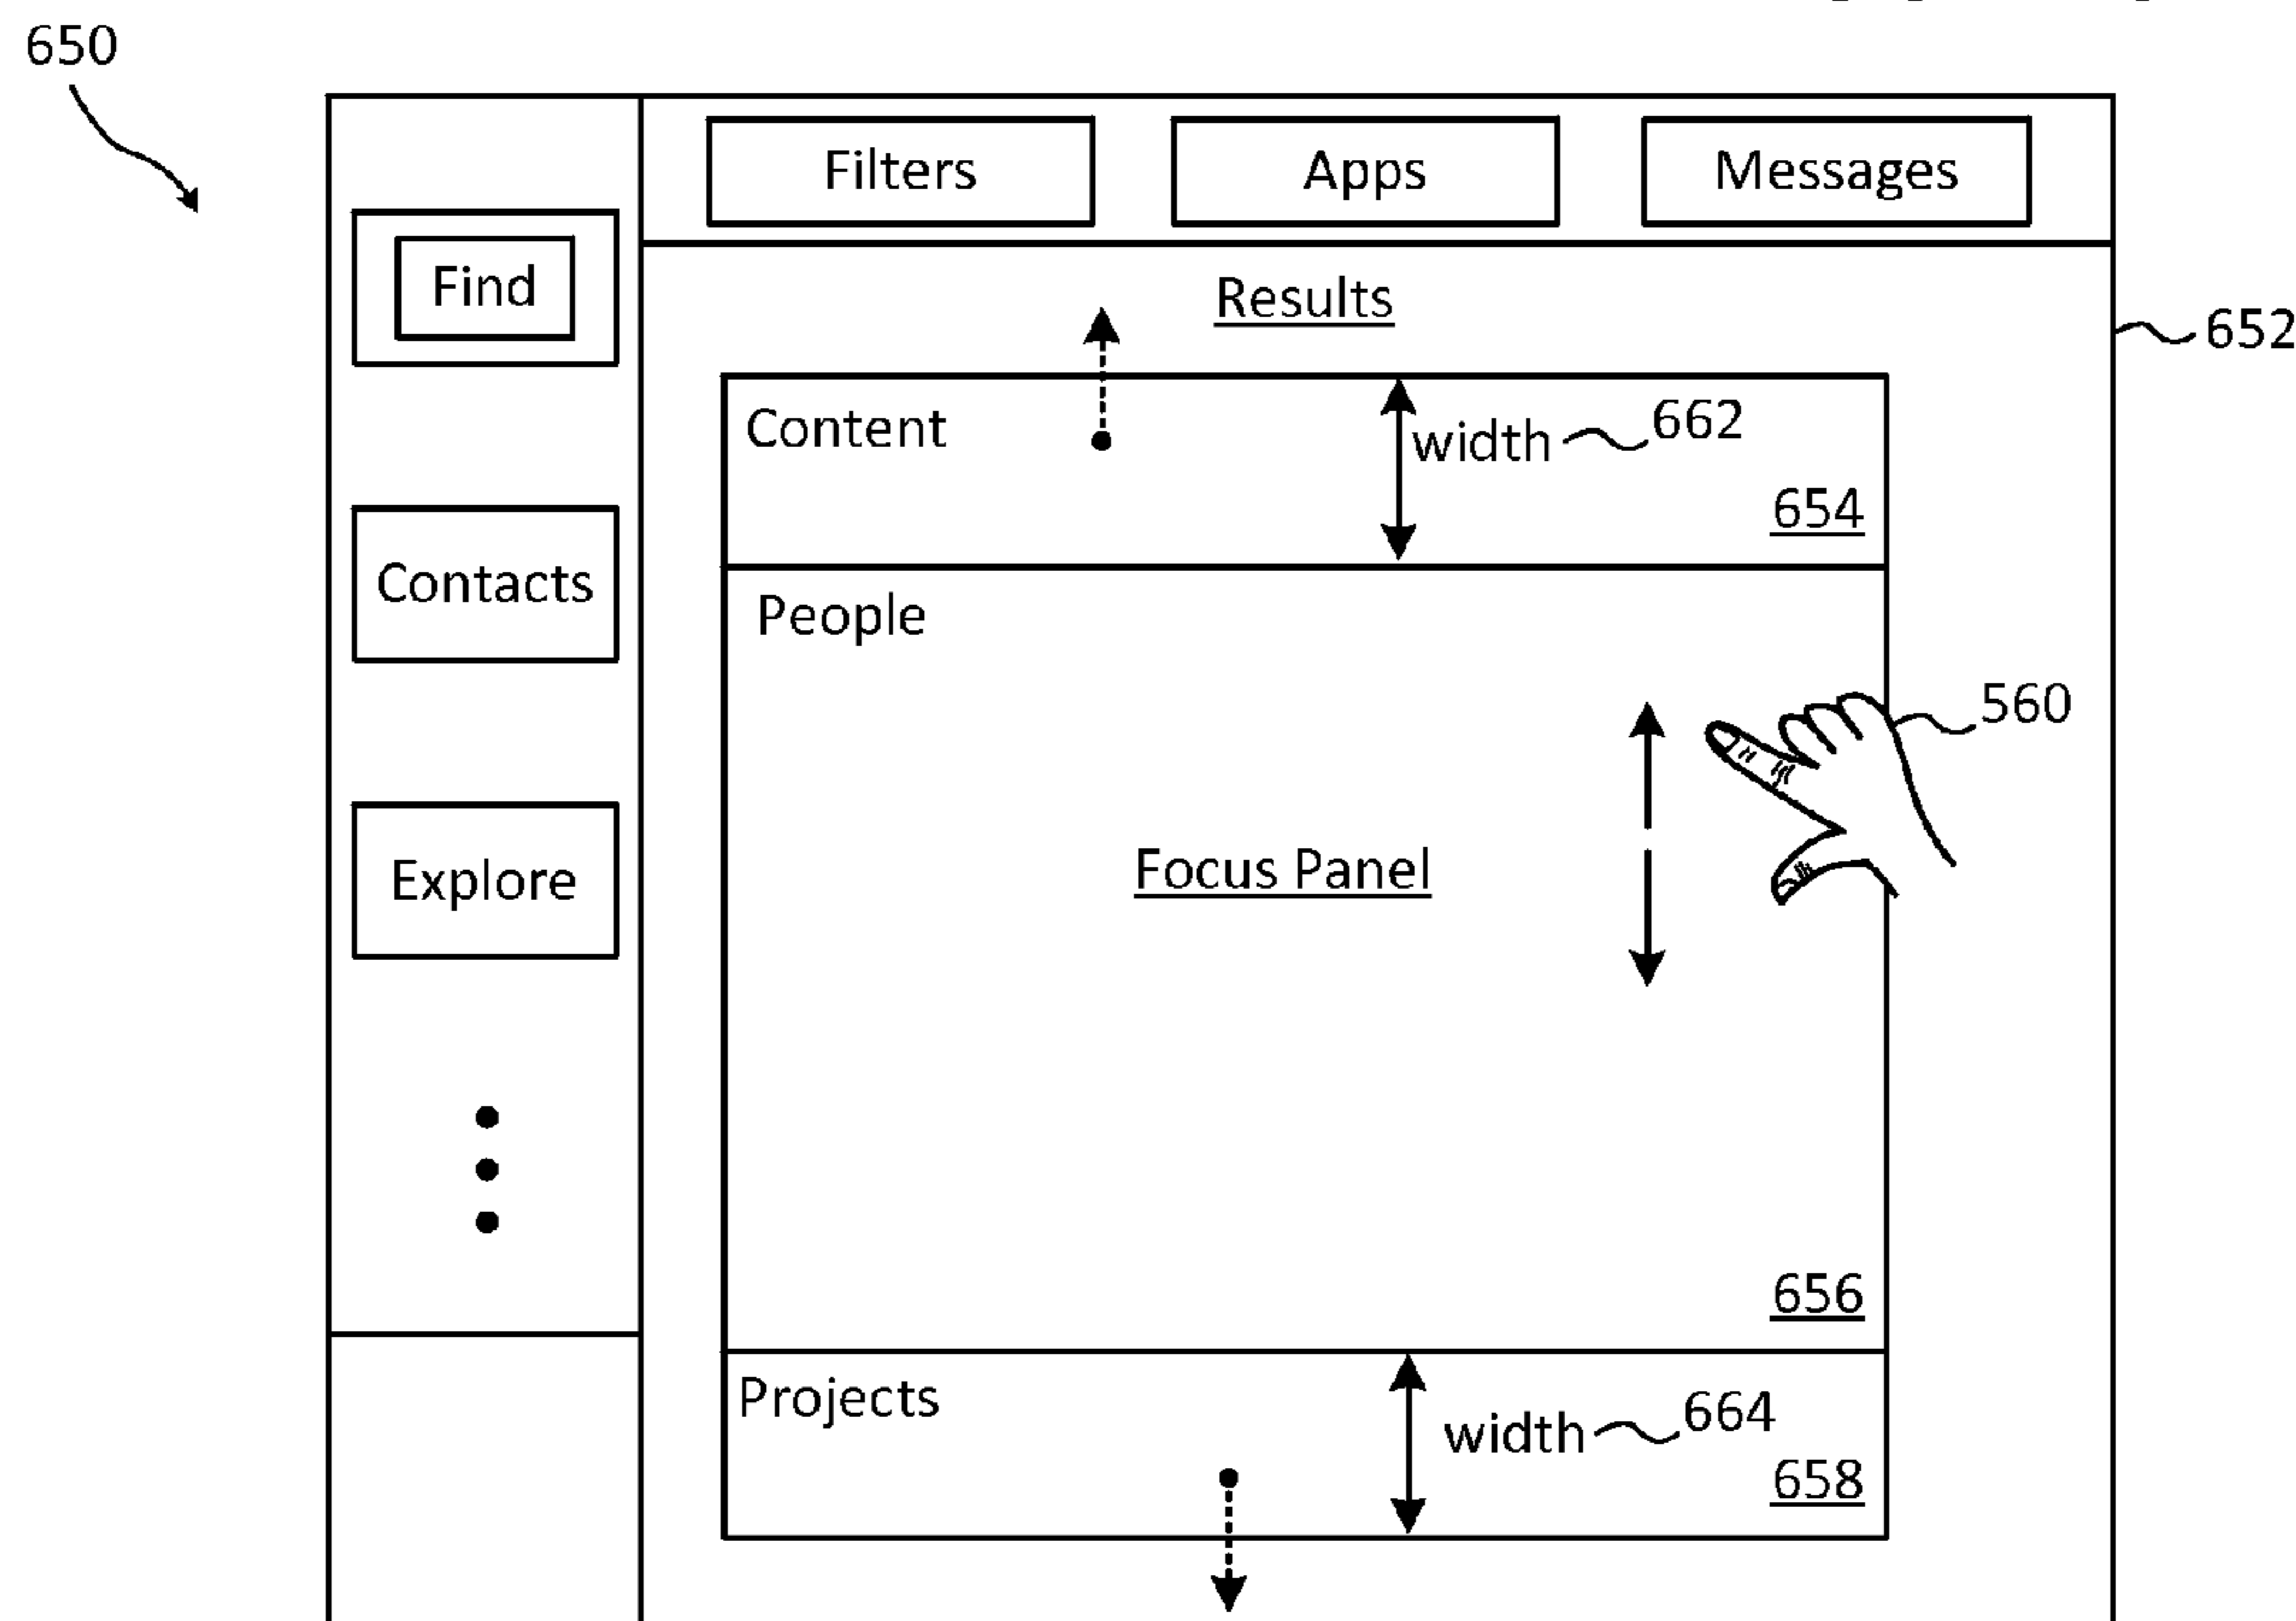 650
Filters
Apps
Messages
Find
Results
652
Content
width
662
654
Contacts
People
560
Explore
Focus Panel
656
Projects
width
664
658